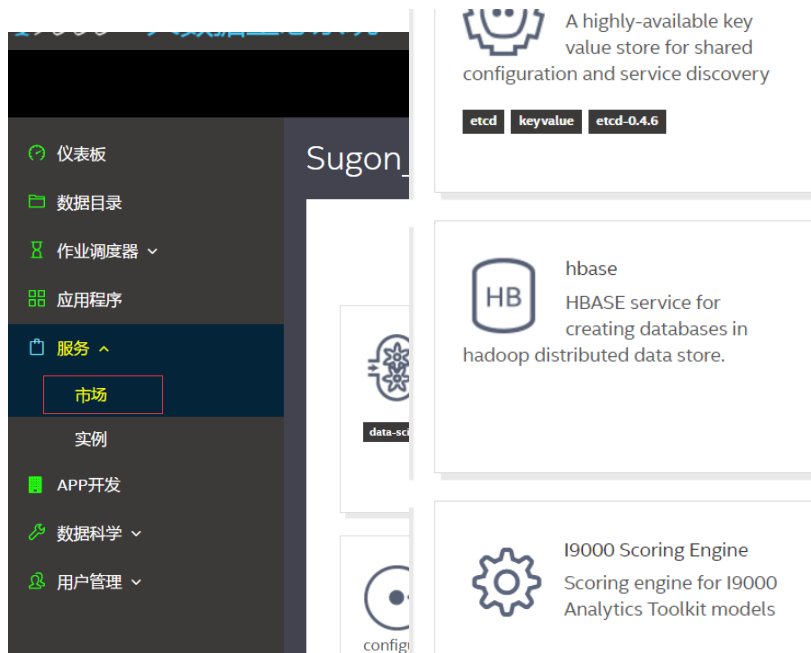 仪表板
数据目录
作业调度器
应用程序
服务
市场
实例
APP开发
数据科学
用户管理
Sugon_
data-sci
config
A highly-available key
value store for shared
configuration and service discovery
etcd keyvalue etcd-0.4.6
HB
hbase
HBASE service for
creating databases in
hadoop distributed data store.
I9000 Scoring Engine
Scoring engine for I9000
Analytics Toolkit models